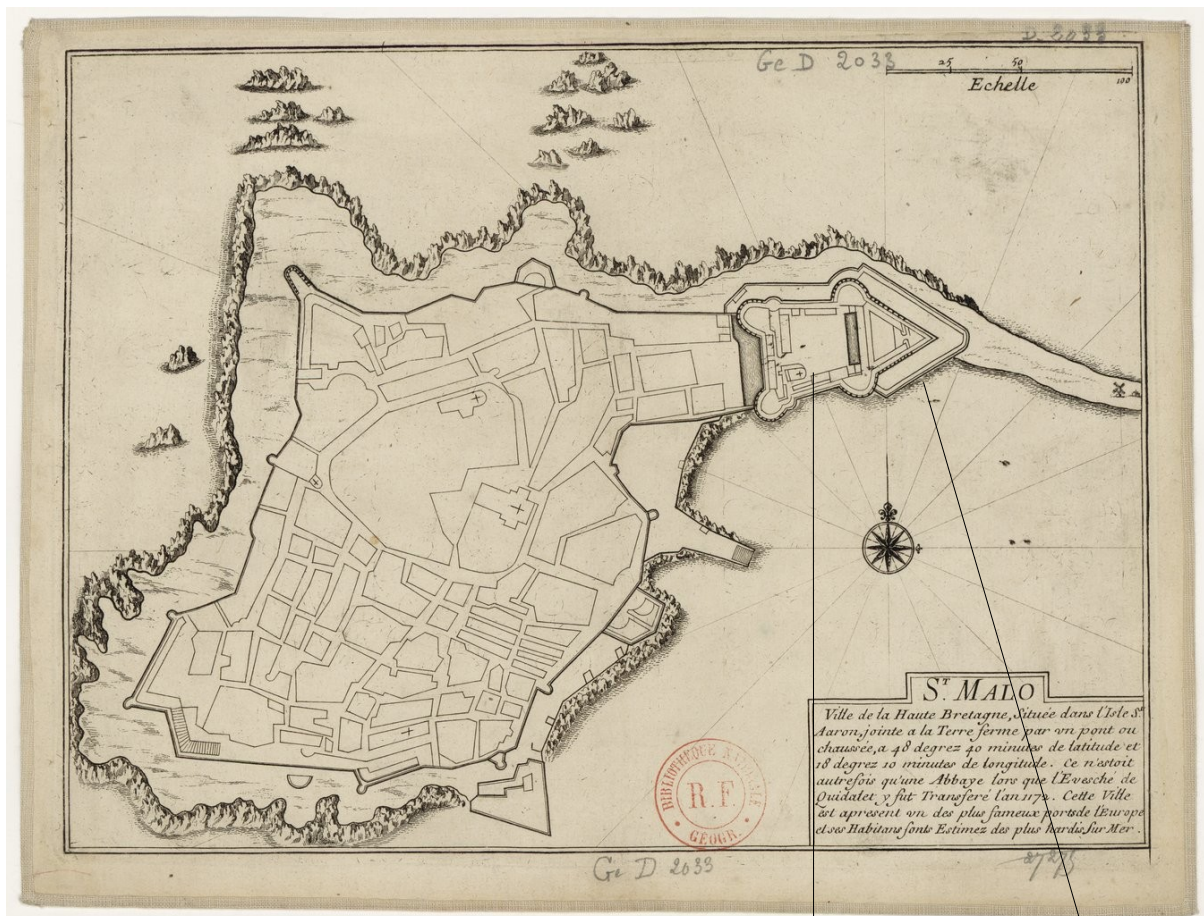 D. 2033
Ge D 2033
25 50 100
Echelle
S.T MALO
Ville de la Haute Bretagne, Située dans l'Isle St.
Aaron, jointe a la Terre ferme par vn pont ou
chaussée, a 48 degrez 40 minutes de latitude et
18 degrez 10 minutes de longitude. Ce n'estoit
autrefois qu'une Abbaye lors que l'Evesché de
Quidalet y fut Transferé l'an 1172. Cette Ville
est apresent vn des plus fameux ports de l'Europe
et ses Habitans sonts Estimez des plus hardis sur Mer.
BIBLIOTHEQUE NATIONALE
R.F.
GEOGR.
Ge D 2033